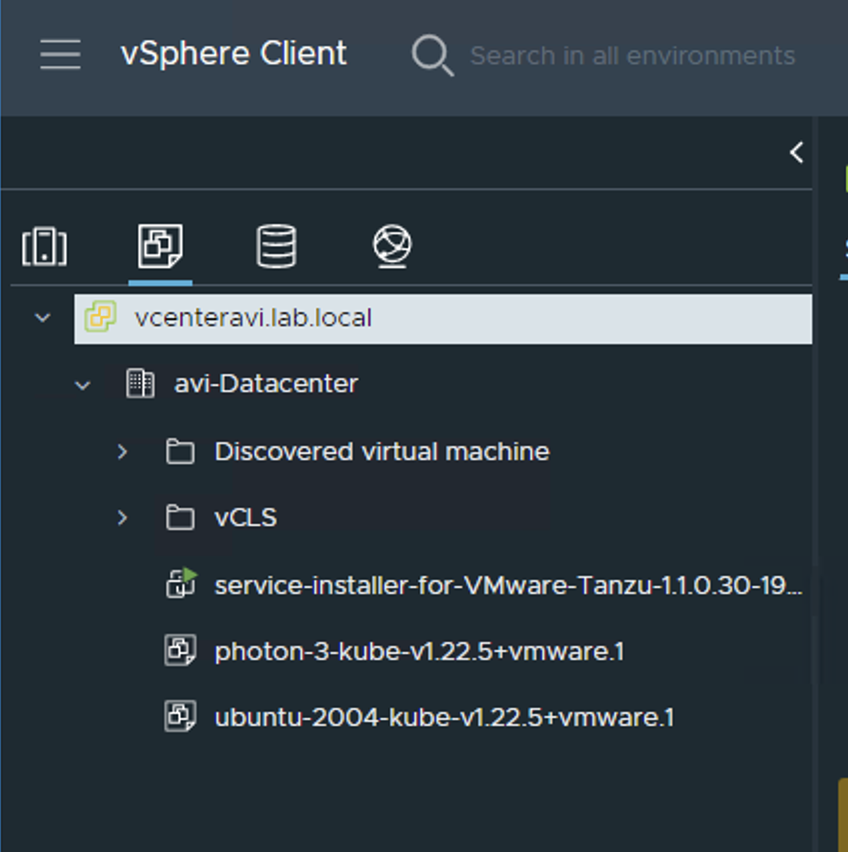 vSphere Client
Search in all environments
vcenteravi.lab.local
avi-Datacenter
Discovered virtual machine
vCLS
service-installer-for-VMware-Tanzu-1.1.0.30-19...
photon-3-kube-v1.22.5+vmware.1
ubuntu-2004-kube-v1.22.5+vmware.1